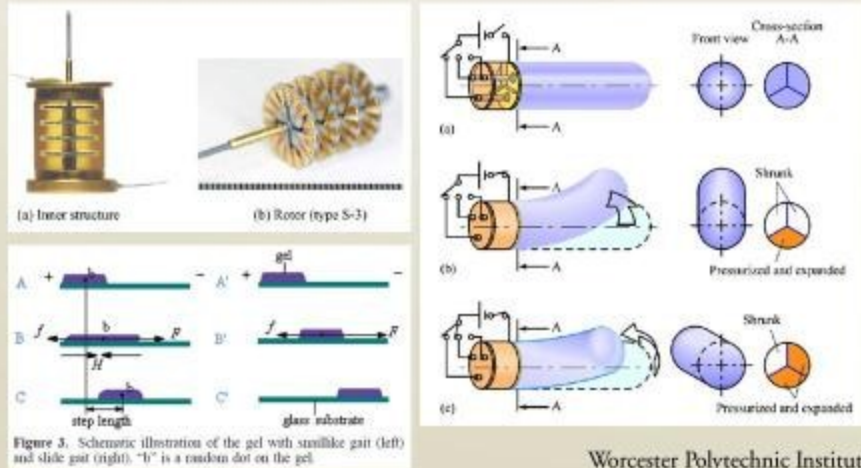 (a) Inner structure
(b) Rotor (type S-3)
A
+
b
-
A'
+
gel
-
B
f
b
F
H
B'
f
F
C
b
C'
step length
glass substrate
Figure 3. Schematic illustration of the gel with snaillike gait (left)
and slide gait (right). "b" is a random dot on the gel.
A
A
(a)
Front view
Cross-section
A-A
A
A
(b)
Shrunk
Pressurized and expanded
A
A
(c)
Shrunk
Pressurized and expanded
Worcester Polytechnic Institu